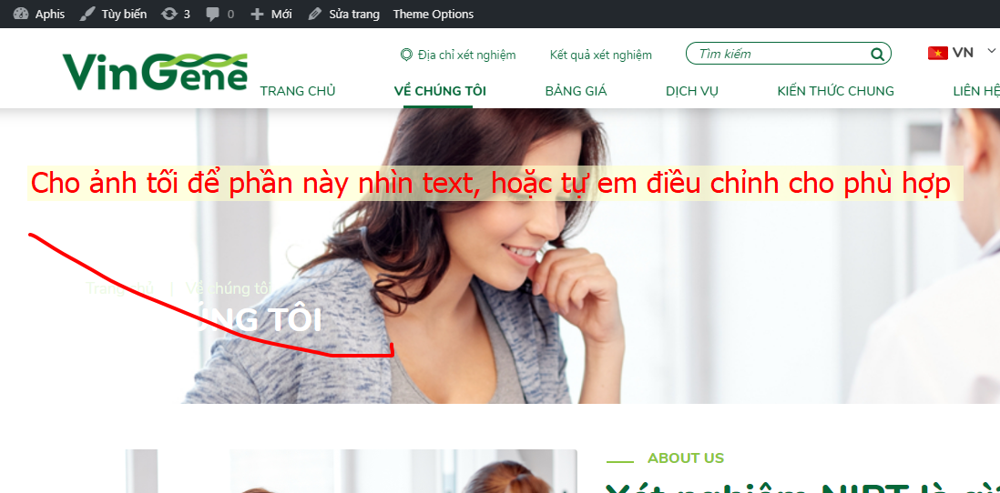 Aphis Tùy biến 3 0 Mới Sửa trang Theme Options
VinGene
Địa chỉ xét nghiệm Kết quả xét nghiệm Tìm kiếm VN
TRANG CHỦ VỀ CHÚNG TÔI BẢNG GIÁ DỊCH VỤ KIẾN THỨC CHUNG LIÊN HỆ
Cho ảnh tối để phần này nhìn text, hoặc tự em điều chỉnh cho phù hợp
Trang chủ | Về chúng tôi
ÚNG TÔI
ABOUT US
Xét nghiệm NIPT là gì